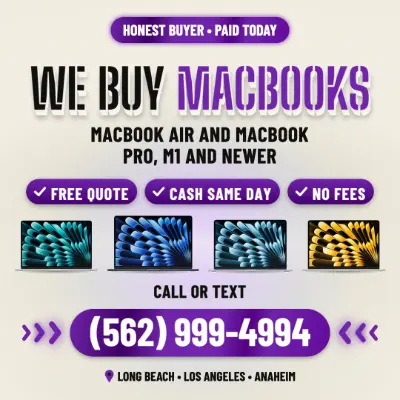 HONEST BUYER • PAID TODAY
WE BUY MACBOOKS
MACBOOK AIR AND MACBOOK
PRO, M1 AND NEWER
FREE QUOTE
CASH SAME DAY
NO FEES
CALL OR TEXT
(562) 999-4994
LONG BEACH • LOS ANGELES • ANAHEIM